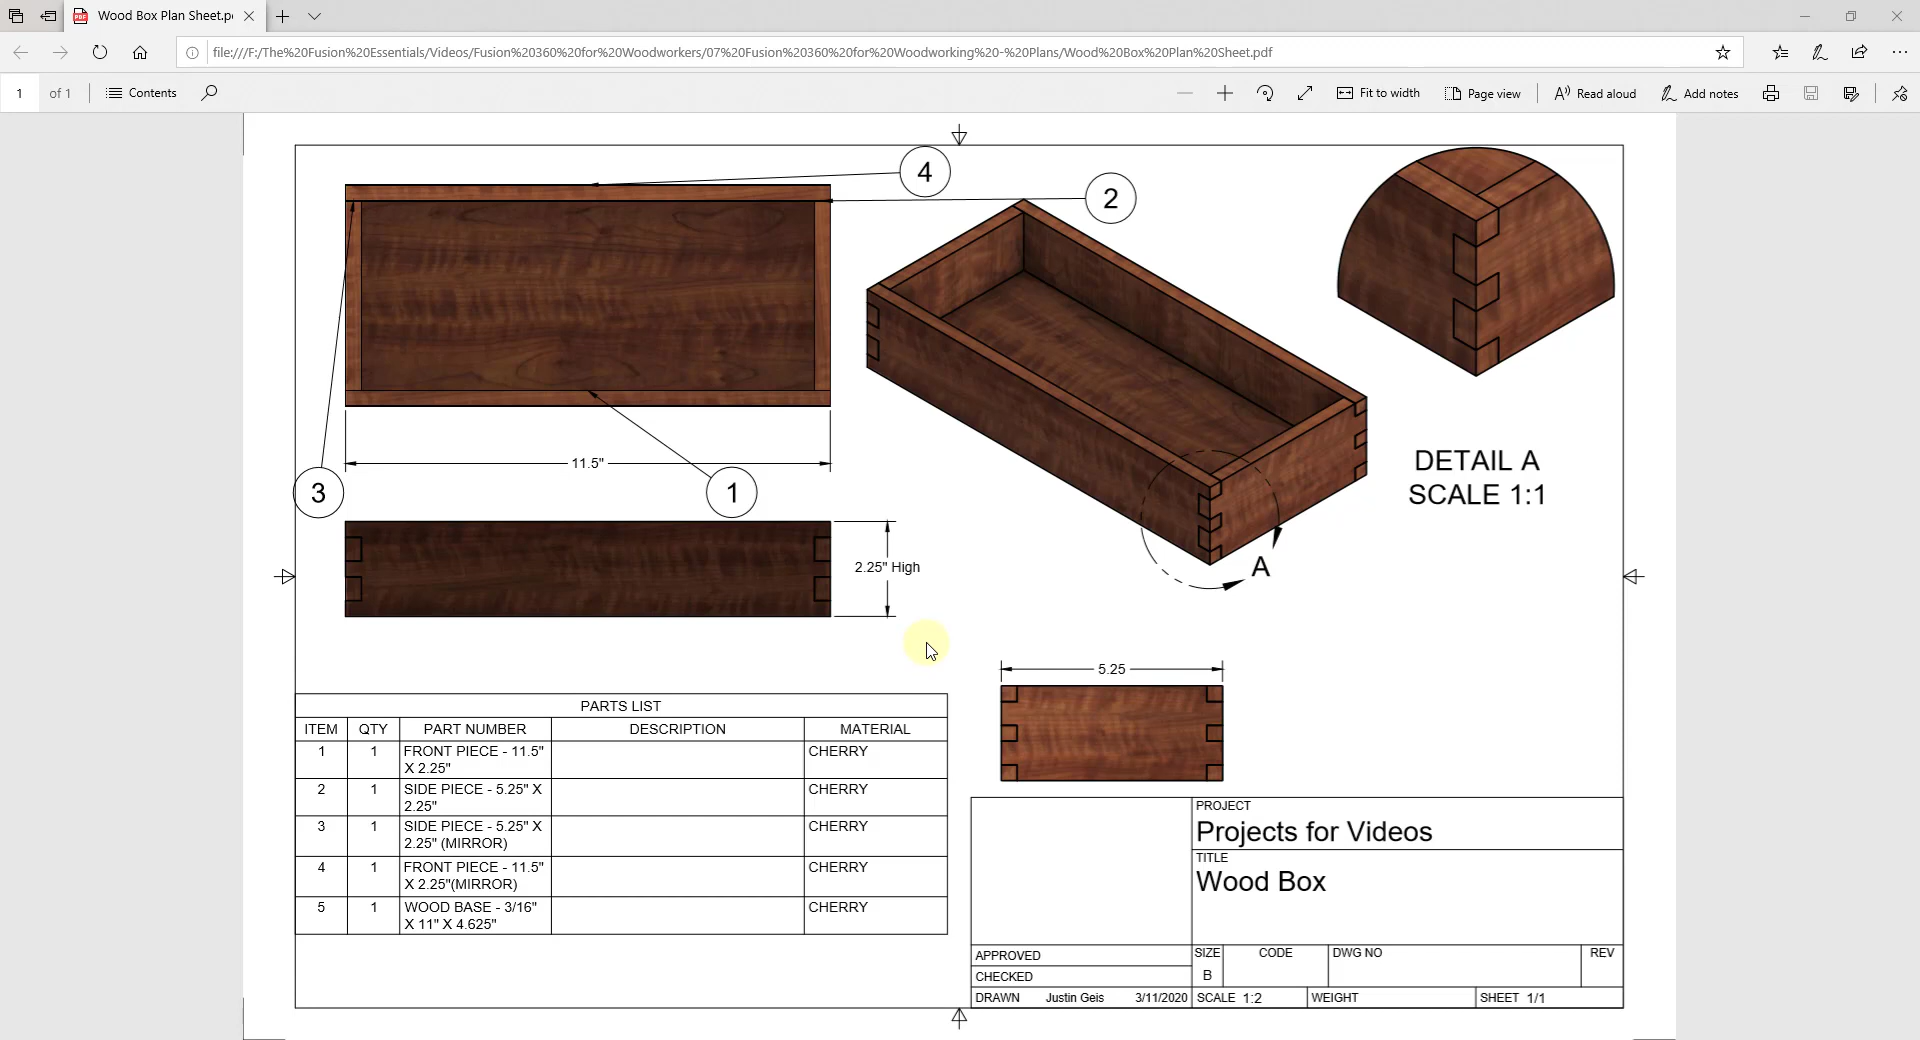 Wood Box Plan Sheet.p
file:///F:/The%20Fusion%20Essentials/Videos/Fusion%20360%20for%20Woodworkers/07%20Fusion%20360%20for%20Woodworking%20-%20Plans/Wood%20Box%20Plan%20Sheet.pdf
1 of 1 Contents Fit to width Page view Read aloud Add notes
4
2
11.5"
3
1
2.25" High
A
DETAIL A
SCALE 1:1
5.25
PARTS LIST
ITEM QTY PART NUMBER DESCRIPTION MATERIAL
1 1 FRONT PIECE - 11.5" CHERRY
X 2.25"
2 1 SIDE PIECE - 5.25" X CHERRY
2.25"
3 1 SIDE PIECE - 5.25" X CHERRY
2.25" (MIRROR)
4 1 FRONT PIECE - 11.5" CHERRY
X 2.25"(MIRROR)
5 1 WOOD BASE - 3/16" CHERRY
X 11" X 4.625"
PROJECT
Projects for Videos
TITLE
Wood Box
APPROVED
CHECKED
DRAWN Justin Geis 3/11/2020
SIZE CODE DWG NO REV
B
SCALE 1:2 WEIGHT SHEET 1/1